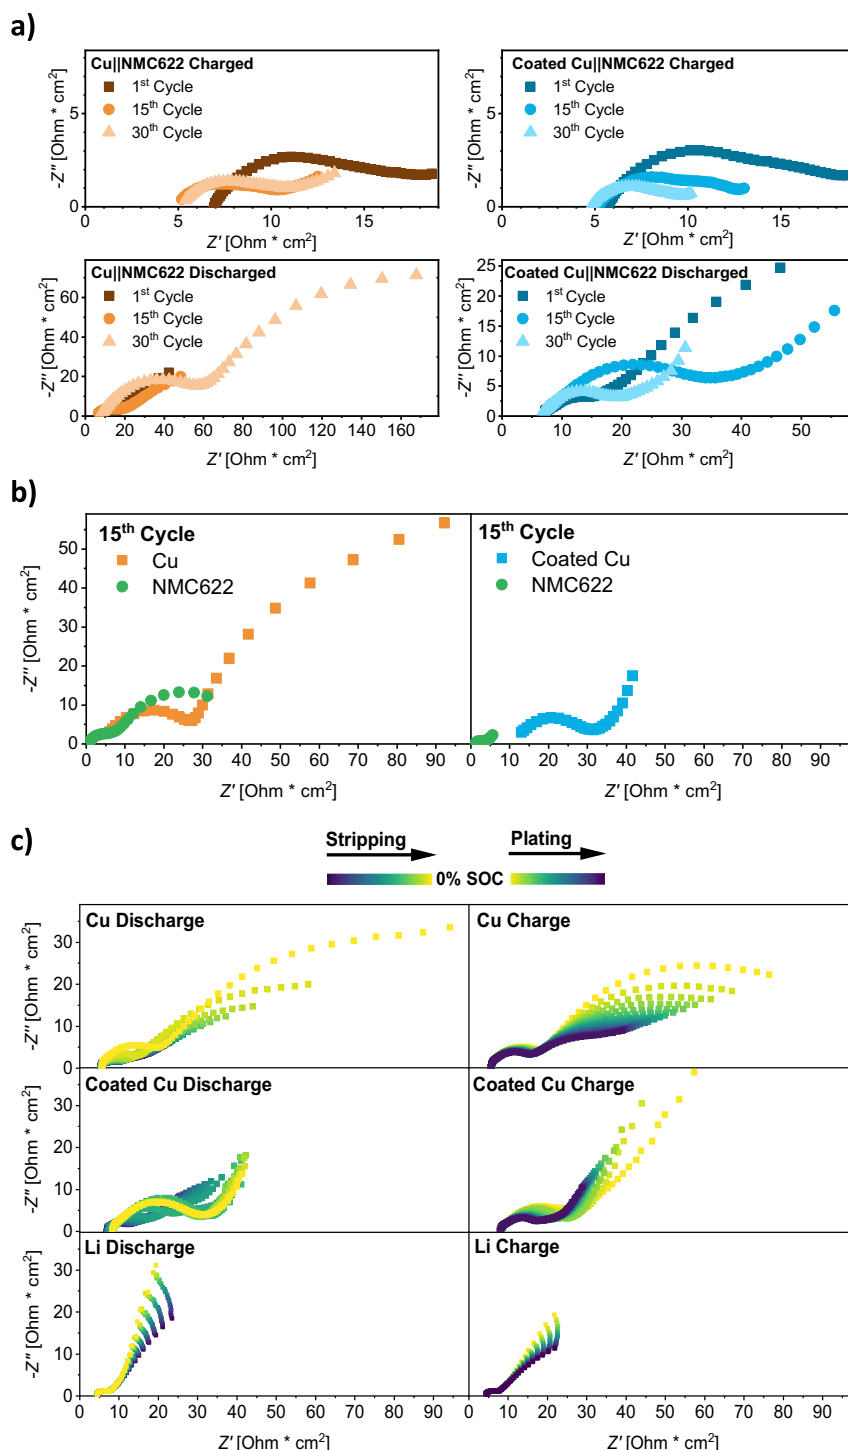 a)
Cu||NMC622 Charged
1st Cycle
15th Cycle
30th Cycle
-Z" [Ohm * cm2]
5
0
0 5 10 15
Z' [Ohm * cm2]
Coated Cu||NMC622 Charged
1st Cycle
15th Cycle
30th Cycle
-Z" [Ohm * cm2]
5
0
0 5 10 15
Z' [Ohm * cm2]
Cu||NMC622 Discharged
1st Cycle
15th Cycle
30th Cycle
-Z" [Ohm * cm2]
60
40
20
0
0 20 40 60 80 100 120 140 160
Z' [Ohm * cm2]
Coated Cu||NMC622 Discharged
1st Cycle
15th Cycle
30th Cycle
-Z" [Ohm * cm2]
25
20
15
10
5
0
0 10 20 30 40 50
Z' [Ohm * cm2]
b)
15th Cycle
Cu
NMC622
-Z" [Ohm * cm2]
50
40
30
20
10
0
0 10 20 30 40 50 60 70 80 90
Z' [Ohm * cm2]
15th Cycle
Coated Cu
NMC622
0 10 20 30 40 50 60 70 80 90
Z' [Ohm * cm2]
c)
Stripping
0% SOC
Plating
Cu Discharge
-Z" [Ohm * cm2]
30
20
10
0
Cu Charge
Coated Cu Discharge
-Z" [Ohm * cm2]
30
20
10
0
Coated Cu Charge
Li Discharge
-Z" [Ohm * cm2]
30
20
10
0
0 10 20 30 40 50 60 70 80 90
Z' [Ohm * cm2]
Li Charge
0 10 20 30 40 50 60 70 80 90
Z' [Ohm * cm2]